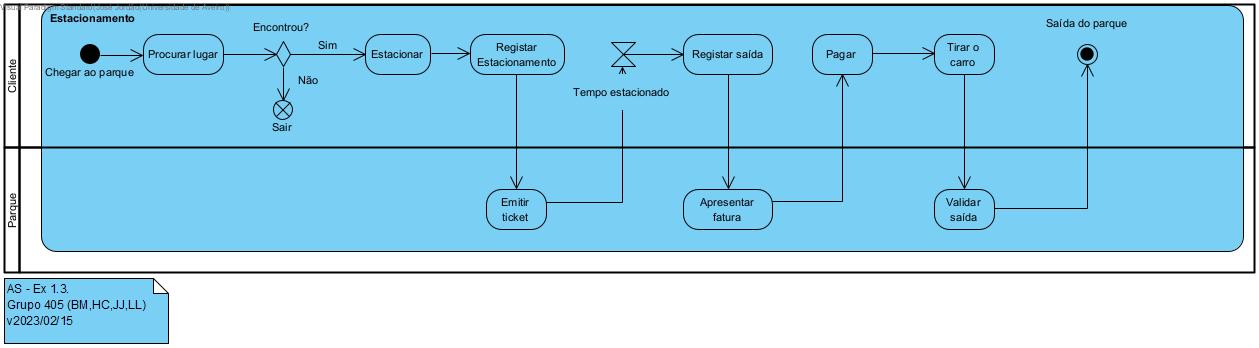 Visual Paradigm Standard(José Jordão(Universidade de Aveiro))
Estacionamento
Cliente
Chegar ao parque
Procurar lugar
Encontrou?
Sim
Não
Sair
Estacionar
Registar
Estacionamento
Tempo estacionado
Registar saída
Pagar
Tirar o
carro
Saída do parque
Parque
Emitir
ticket
Apresentar
fatura
Validar
saída
AS - Ex 1.3.
Grupo 405 (BM,HC,JJ,LL)
v2023/02/15